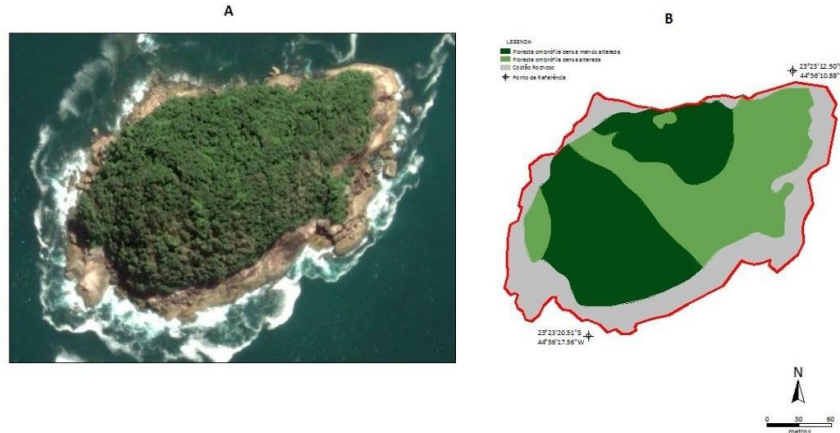 A
B
LEGENDA
Floresta ombrófila densa menos alterada
Floresta ombrófila densa alterada
Costão Rochoso
Ponto de Referência
23°23'12.50"S
44°56'10.88"
23°23'20.51"S
44°56'17.56"W
N
0 30 60
metros